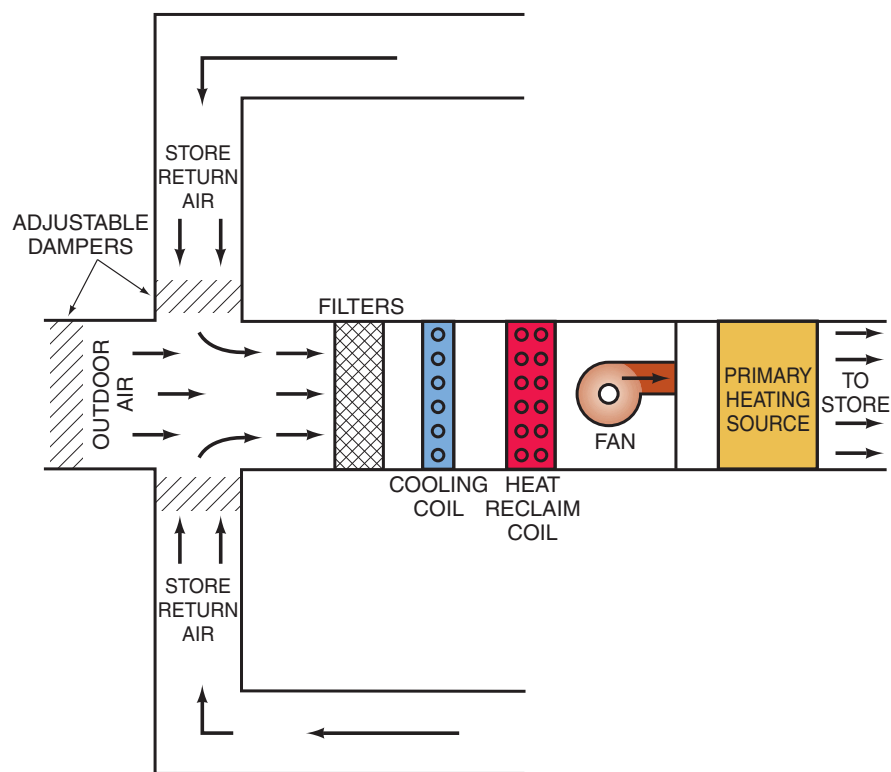 STORE
RETURN
AIR
ADJUSTABLE
DAMPERS
FILTERS
OUTDOOR
AIR
PRIMARY
HEATING
SOURCE
TO
STORE
FAN
COOLING
COIL
HEAT
RECLAIM
COIL
STORE
RETURN
AIR